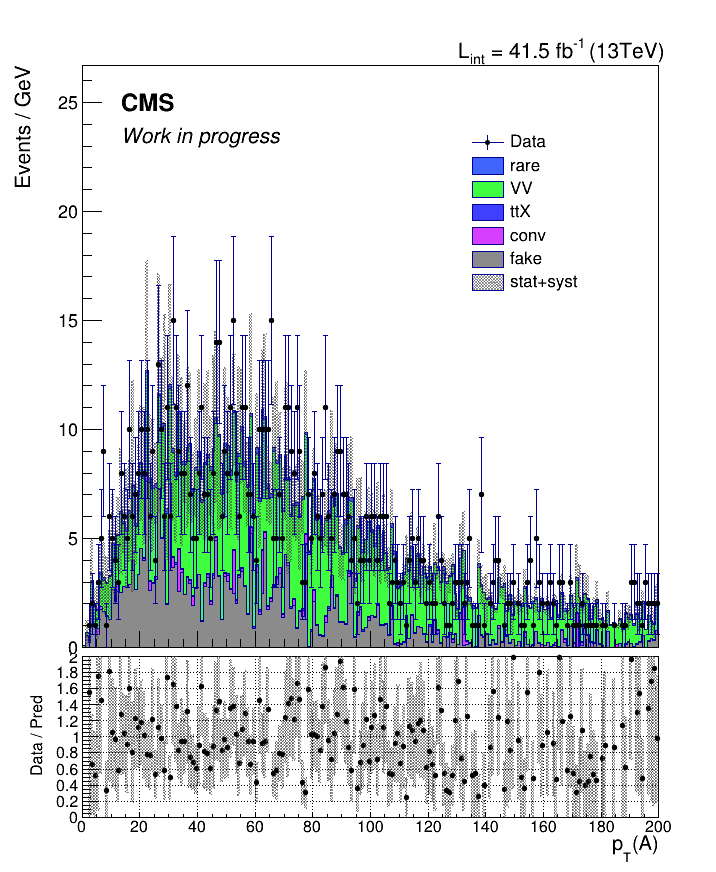 L_int = 41.5 fb^-1 (13TeV)
Events / GeV
CMS
Work in progress
Data
rare
VV
ttX
conv
fake
stat+syst
25
20
15
10
5
0
2
1.8
1.6
1.4
1.2
1
0.8
0.6
0.4
0.2
0
Data / Pred
0 20 40 60 80 100 120 140 160 180 200
p_T(A)